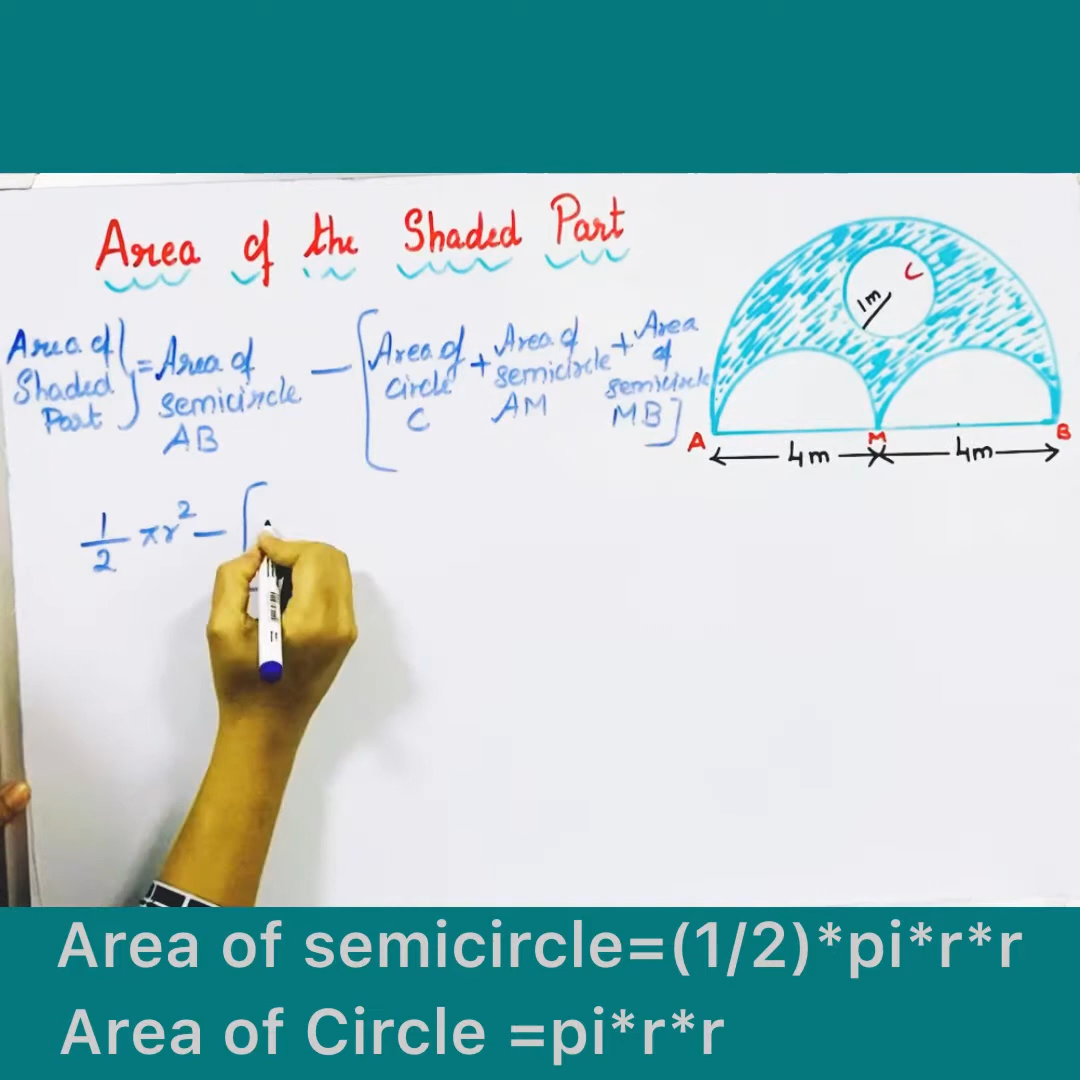 Area of the Shaded Part
Area of Shaded Part } = Area of semicircle AB — [ Area of circle C + Area of semicircle AM + Area of semicircle MB ]
C
1m
A M B
4m 4m
1/2 πr² — [
Area of semicircle=(1/2)*pi*r*r
Area of Circle =pi*r*r